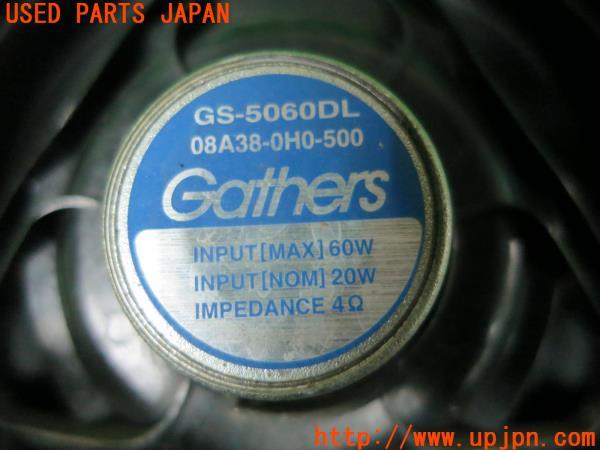 USED PARTS JAPAN
GS-5060DL
08A38-0H0-500
Gathers
INPUT[MAX] 60W
INPUT[NOM] 20W
IMPEDANCE 4Ω
http://www.upjpn.com